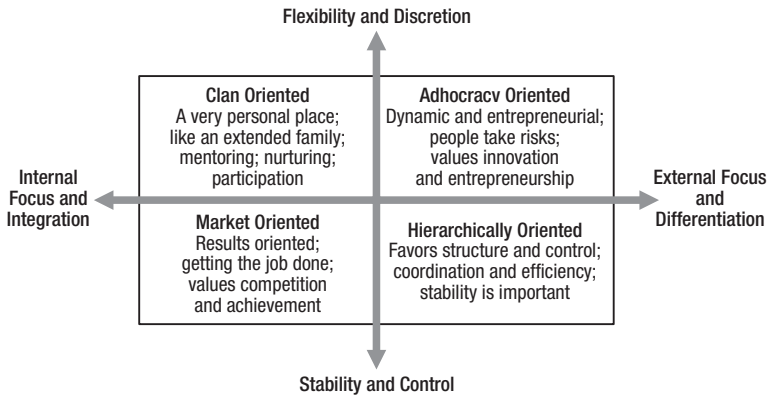 Flexibility and Discretion
Clan Oriented
A very personal place;
like an extended family;
mentoring; nurturing;
participation
Adhocracv Oriented
Dynamic and entrepreneurial;
people take risks;
values innovation
and entrepreneurship
Internal
Focus and
Integration
External Focus
and
Differentiation
Market Oriented
Results oriented;
getting the job done;
values competition
and achievement
Hierarchically Oriented
Favors structure and control;
coordination and efficiency;
stability is important
Stability and Control